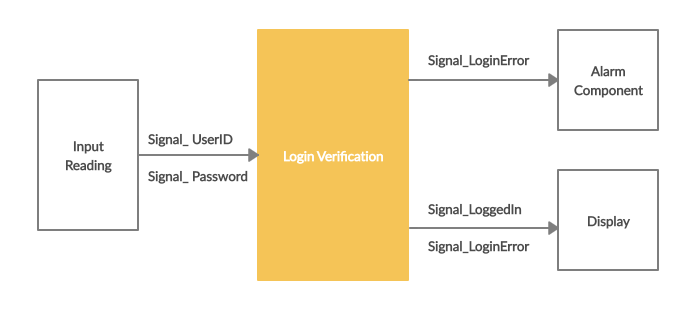 Input
Reading
Signal_ UserID
Signal_ Password
Login Verification
Signal_LoginError
Alarm
Component
Signal_LoggedIn
Signal_LoginError
Display